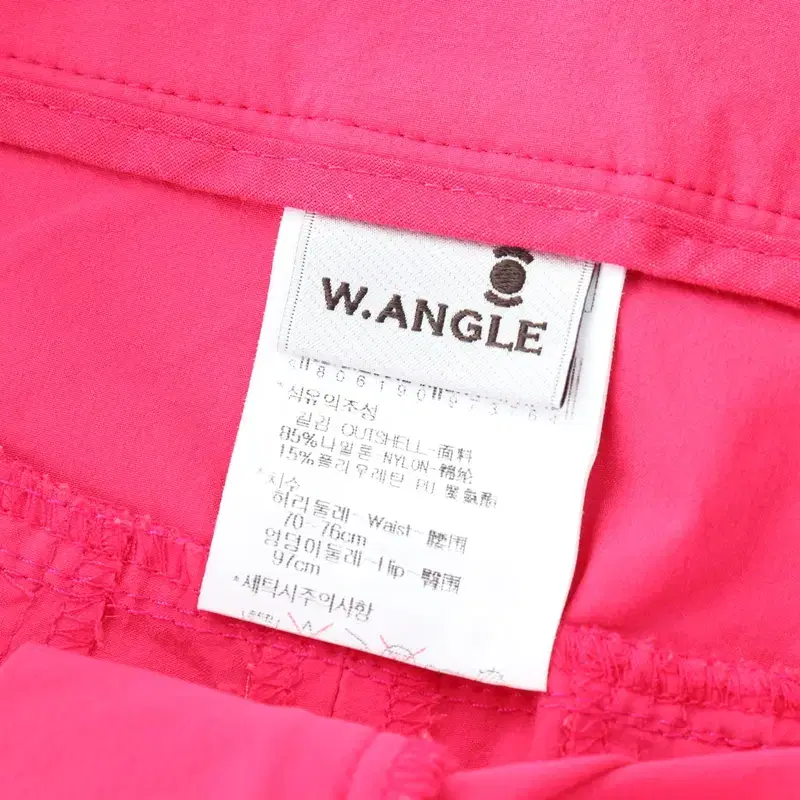 W.ANGLE
*섬유의조성
겉감 OUTSHELL-面料
85%나일론 NYLON-锦纶
15%폴리우레탄 PU 聚氨酯
*치수
허리둘레- Waist-腰围
70~76cm
엉덩이둘레-Hip-臀围
97cm
*세탁시주의사항